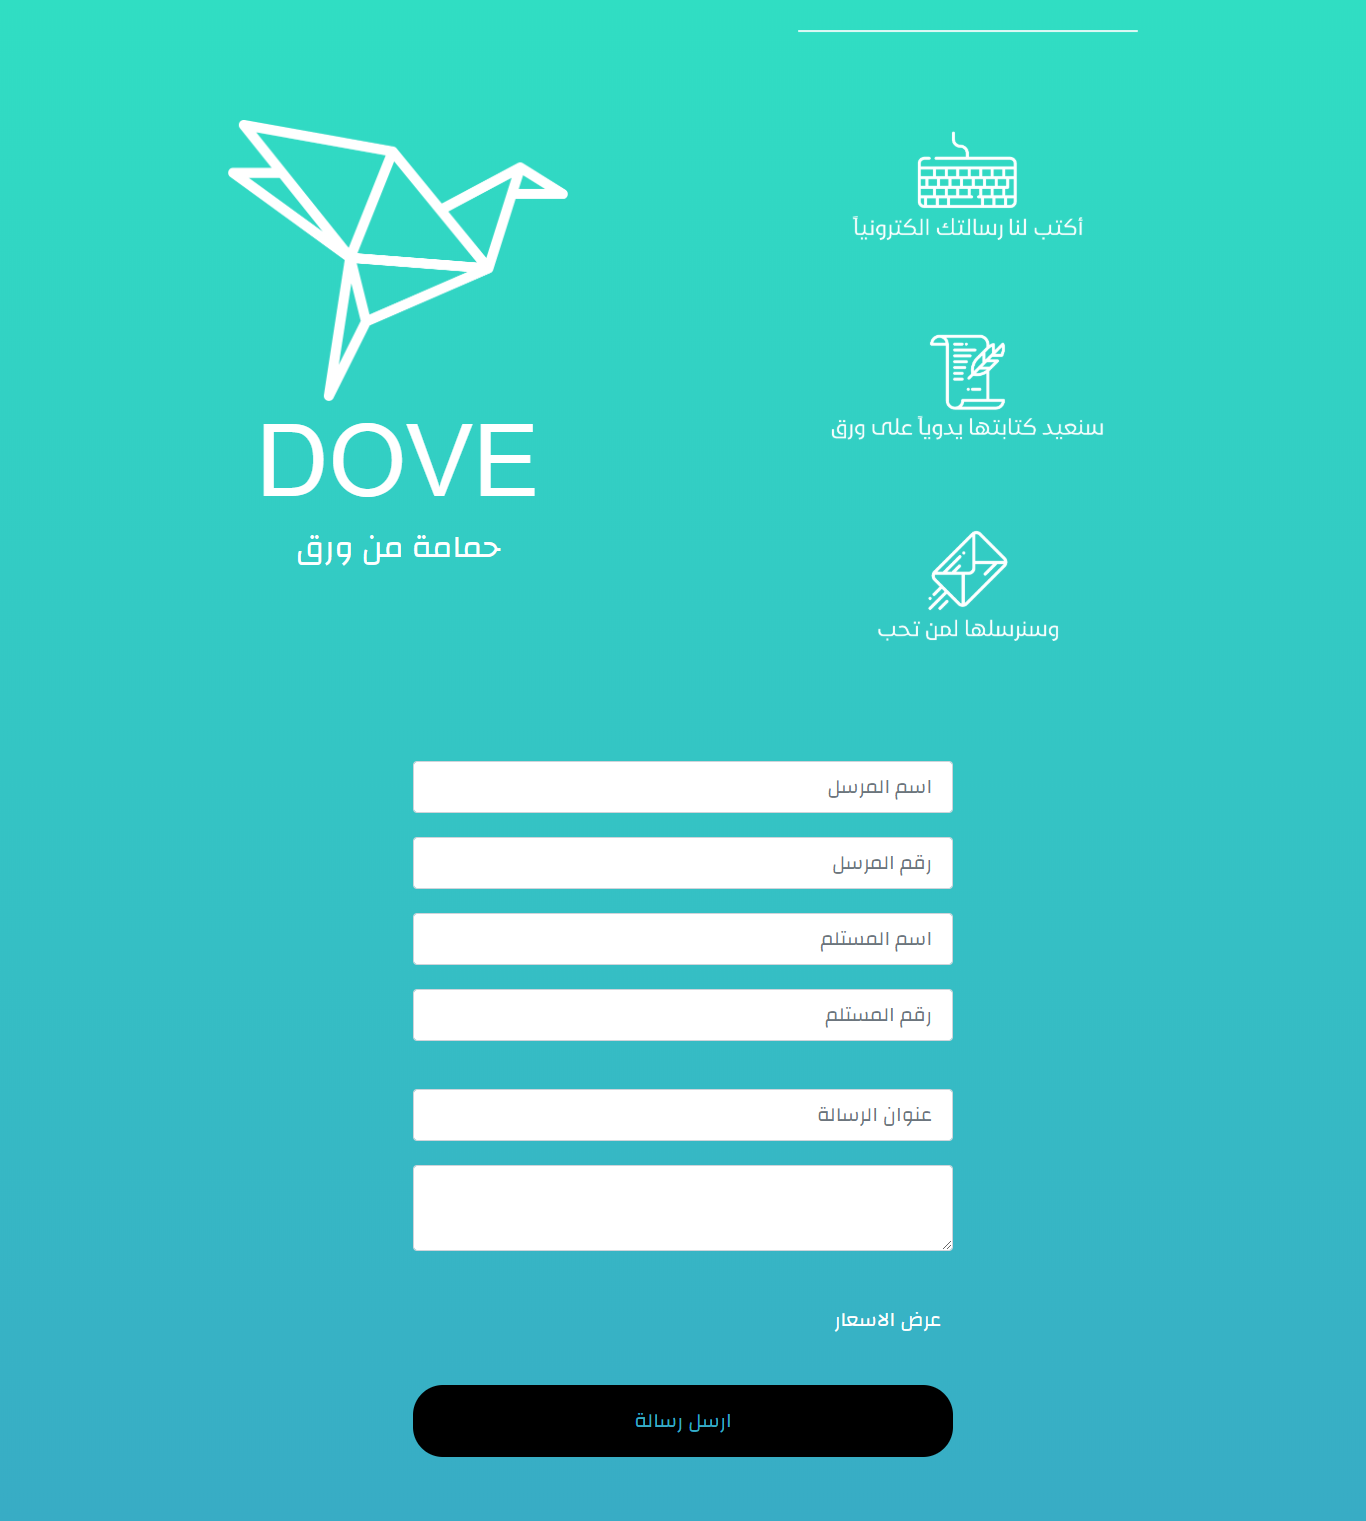 أكتب لنا رسالتك الكترونياً
سنعيد كتابتها يدوياً على ورق
وسنرسلها لمن تحب
DOVE
حمامة من ورق
اسم المرسل
رقم المرسل
اسم المستلم
رقم المستلم
عنوان الرسالة
عرض الاسعار
ارسل رسالة